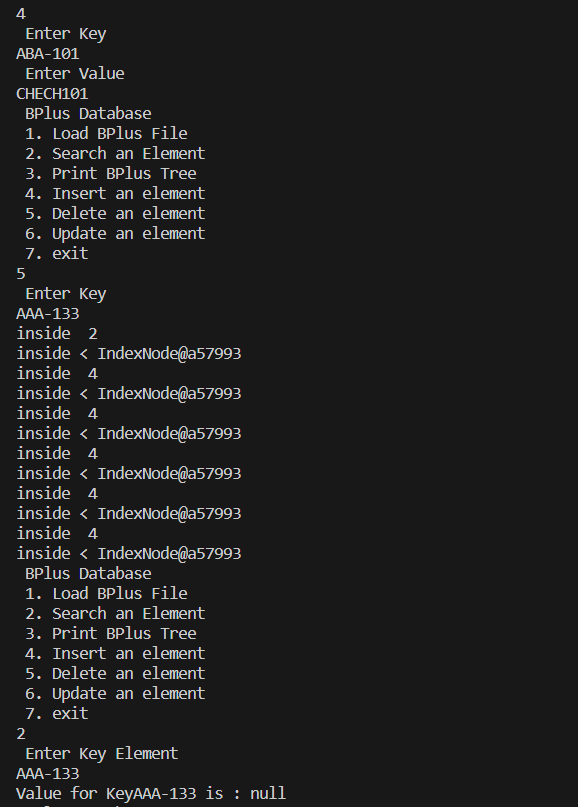 4
Enter Key
ABA-101
Enter Value
CHECH101
BPlus Database
1. Load BPlus File
2. Search an Element
3. Print BPlus Tree
4. Insert an element
5. Delete an element
6. Update an element
7. exit
5
Enter Key
AAA-133
inside  2
inside < IndexNode@a57993
inside  4
inside < IndexNode@a57993
inside  4
inside < IndexNode@a57993
inside  4
inside < IndexNode@a57993
inside  4
inside < IndexNode@a57993
inside  4
inside < IndexNode@a57993
BPlus Database
1. Load BPlus File
2. Search an Element
3. Print BPlus Tree
4. Insert an element
5. Delete an element
6. Update an element
7. exit
2
Enter Key Element
AAA-133
Value for KeyAAA-133 is : null